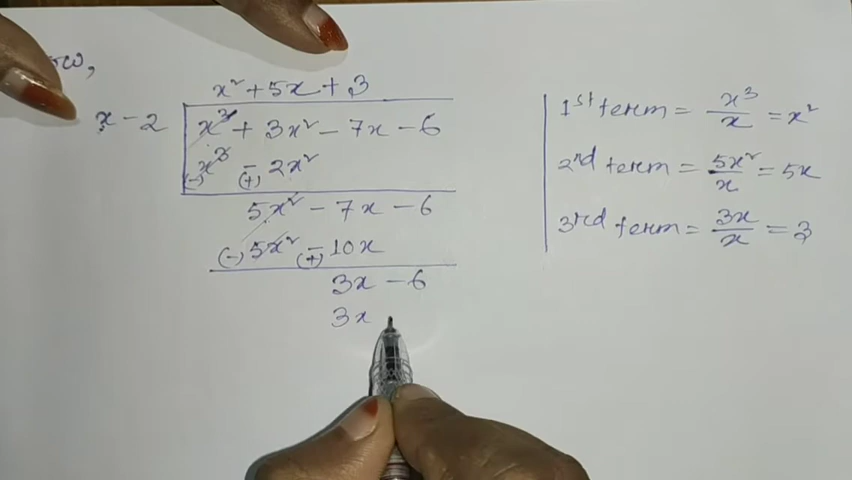 x² + 5x + 3
x - 2 x³ + 3x² - 7x - 6
x³ - 2x²
(-) (+)
5x² - 7x - 6
(-) 5x² (+) - 10x
3x - 6
3x
1st term = x³/x = x²
2nd term = 5x²/x = 5x
3rd term = 3x/x = 3